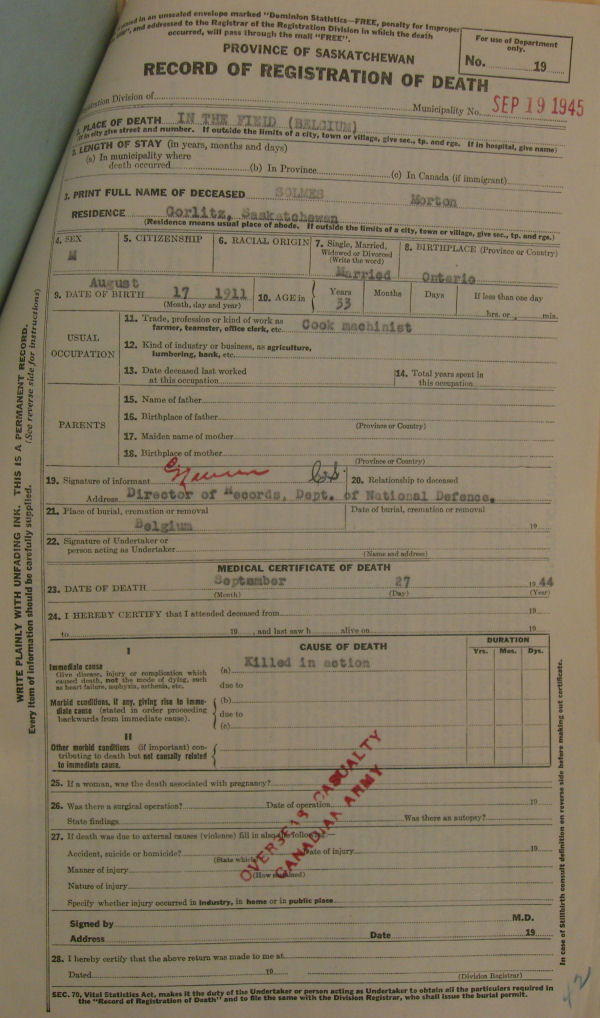 passed in an unsealed envelope marked "Dominion Statistics—FREE, penalty for Improper
and addressed to the Registrar of the Registration Division in which the death
occurred, will pass through the mail "FREE".
For use of Department
only.
No. 19
PROVINCE OF SASKATCHEWAN
RECORD OF REGISTRATION OF DEATH
Registration Division of Municipality No. SEP 19 1945
1. PLACE OF DEATH IN THE FIELD (BELGIUM)
(If in city give street and number. If outside the limits of a city, town or village, give sec., tp. and rge. If in hospital, give name)
2. LENGTH OF STAY (in years, months and days)
(a) In municipality where
death occurred (b) In Province (c) In Canada (if immigrant)
3. PRINT FULL NAME OF DECEASED SOLMES Morton
RESIDENCE Gorlitz, Saskatchewan
(Residence means usual place of abode. If outside the limits of a city, town or village, give sec., tp. and rge.)
4. SEX 5. CITIZENSHIP 6. RACIAL ORIGIN 7. Single, Married, Widowed or Divorced (Write the word) 8. BIRTHPLACE (Province or Country)
M Married Ontario
9. DATE OF BIRTH August 17 1911
(Month, day and year)
10. AGE in Years Months Days If less than one day
33 hrs. or min.
USUAL OCCUPATION
11. Trade, profession or kind of work as
farmer, teamster, office clerk, etc. Cook machinist
12. Kind of industry or business, as agriculture,
lumbering, bank, etc.
13. Date deceased last worked
at this occupation
14. Total years spent in
this occupation
PARENTS
15. Name of father
16. Birthplace of father
(Province or Country)
17. Maiden name of mother
18. Birthplace of mother
(Province or Country)
19. Signature of informant 20. Relationship to deceased
Address Director of Records, Dept. of National Defence.
21. Place of burial, cremation or removal Date of burial, cremation or removal
Belgium 19
22. Signature of Undertaker or
person acting as Undertaker
(Name and address)
MEDICAL CERTIFICATE OF DEATH
23. DATE OF DEATH September 27 1944
(Month) (Day) (Year)
24. I HEREBY CERTIFY that I attended deceased from 19
to 19 , and last saw h alive on 19
I
CAUSE OF DEATH
DURATION
Yrs. Mos. Dys.
Immediate cause
Give disease, injury or complication which
caused death, not the mode of dying, such
as heart failure, asphyxia, asthenia, etc.
(a) Killed in action
due to
Morbid conditions, if any, giving rise to imme-
diate cause (stated in order proceeding
backwards from immediate cause).
(b)
due to
(c)
II
Other morbid conditions (if important) con-
tributing to death but not causally related
to immediate cause.
25. If a woman, was the death associated with pregnancy?
26. Was there a surgical operation? Date of operation 19
State findings Was there an autopsy?
27. If death was due to external causes (violence) fill in also the following:—
Accident, suicide or homicide? Date of injury 19
(State which)
Manner of injury
(How sustained)
Nature of injury
Specify whether injury occurred in industry, in home or in public place
OVERSEAS CASUALTY
CANADIAN ARMY
Signed by M.D.
Address Date 19
28. I hereby certify that the above return was made to me at
Dated 19
(Division Registrar)
SEC. 70, Vital Statistics Act, makes it the duty of the Undertaker or person acting as Undertaker to obtain all the particulars required in
the "Record of Registration of Death" and to file the same with the Division Registrar, who shall issue the burial permit.
WRITE PLAINLY WITH UNFADING INK. THIS IS A PERMANENT RECORD.
Every item of information should be carefully supplied. (See reverse side for instructions)
In case of Stillbirth consult definition on reverse side before making out certificate.
42